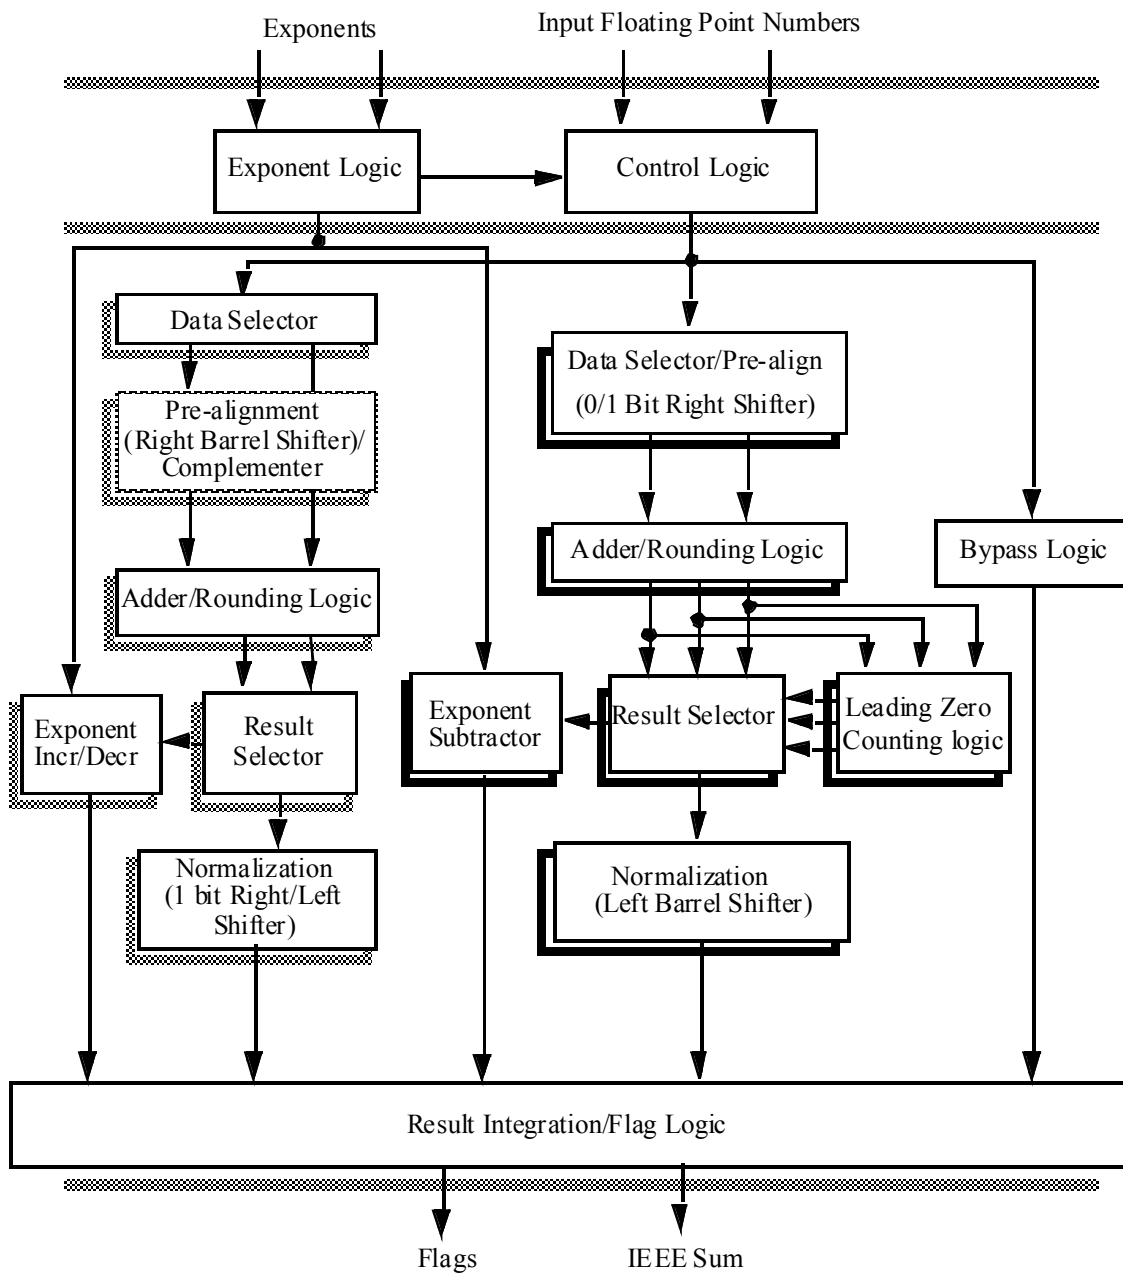 Exponents
Input Floating Point Numbers
Exponent Logic
Control Logic
Data Selector
Data Selector/Pre-align
(0/1 Bit Right Shifter)
Pre-alignment
(Right Barrel Shifter)/
Complementer
Adder/Rounding Logic
Bypass Logic
Adder/Rounding Logic
Exponent
Incr/Decr
Result
Selector
Exponent
Subtractor
Result Selector
Leading Zero
Counting logic
Normalization
(1 bit Right/Left
Shifter)
Normalization
(Left Barrel Shifter)
Result Integration/Flag Logic
Flags
IEEE Sum